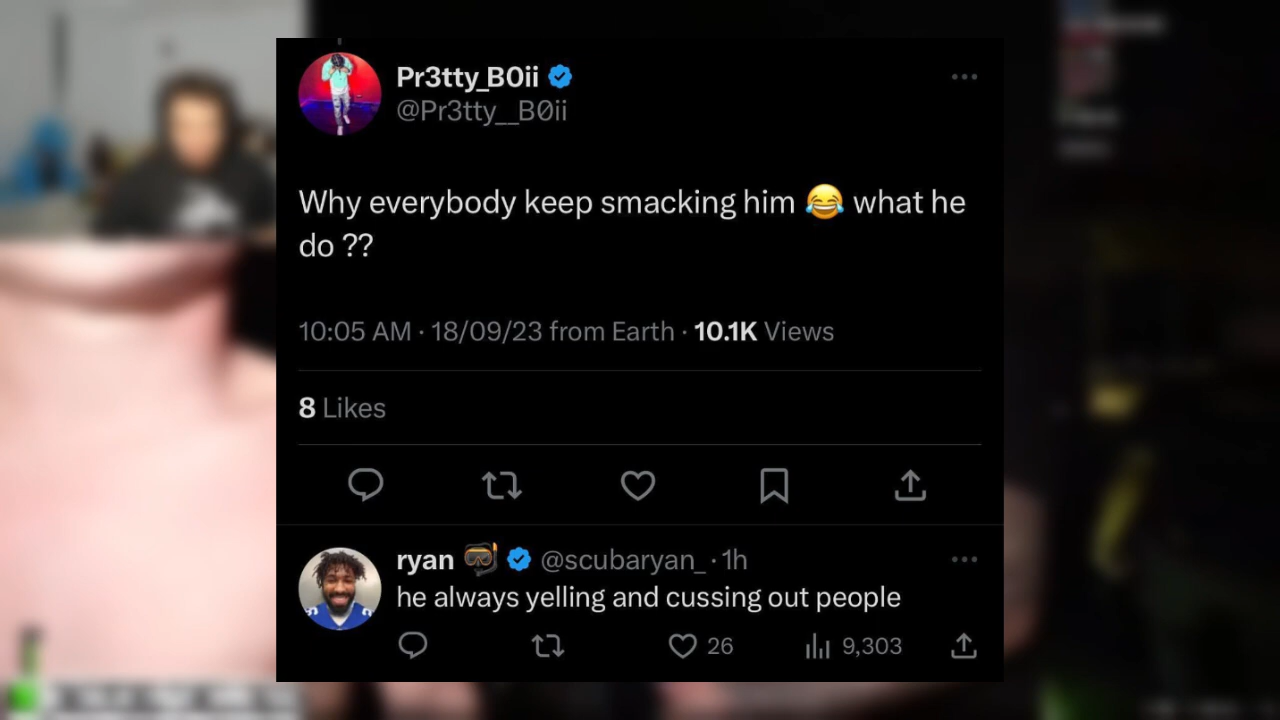 Pr3tty_B0ii
@Pr3tty__B0ii
Why everybody keep smacking him 😂 what he
do ??
10:05 AM · 18/09/23 from Earth · 10.1K Views
8 Likes
ryan 🤿 @scubaryan_ · 1h
he always yelling and cussing out people
26 9,303